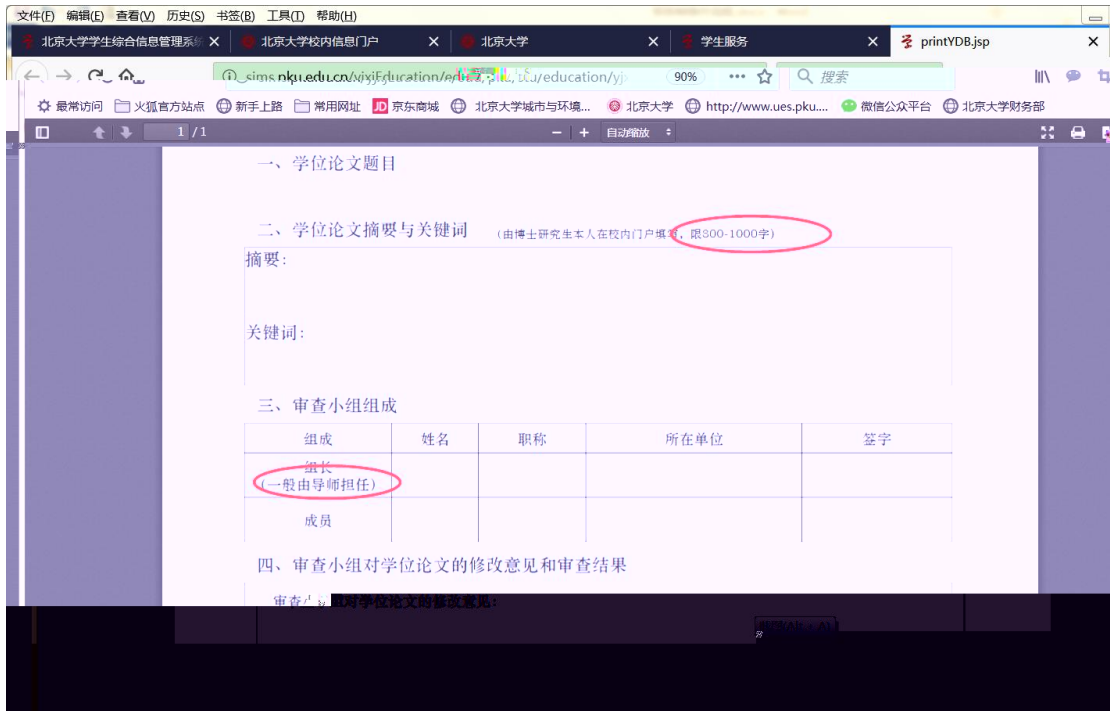 文件(F) 编辑(E) 查看(V) 历史(S) 书签(B) 工具(T) 帮助(H)
北京大学学生综合信息管理系统 北京大学校内信息门户 北京大学 学生服务 printYDB.jsp
sims.pku.edu.cn 90% 搜索
最常访问 火狐官方站点 新手上路 常用网址 JD 京东商城 北京大学城市与环境... 北京大学 http://www.ues.pku.... 微信公众平台 北京大学财务部
1 / 1 自动缩放
一、学位论文题目
二、学位论文摘要与关键词 (由博士研究生本人在校内门户填写，限800-1000字)
摘要：
关键词：
三、审查小组组成
组成 姓名 职称 所在单位 签字
组长
(一般由导师担任)
成员
四、审查小组对学位论文的修改意见和审查结果
审查小组对学位论文的修改意见：